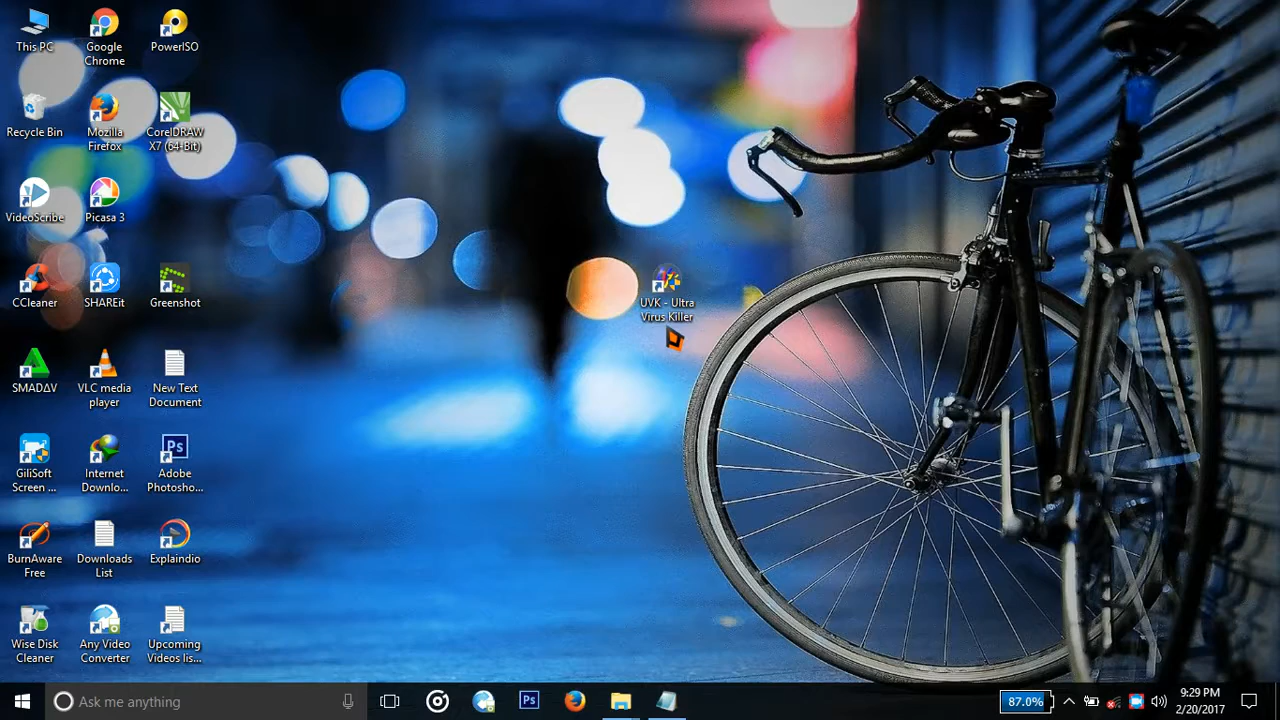 This PC
Google
Chrome
PowerISO
Recycle Bin
Mozilla
Firefox
CorelDRAW
X7 (64-Bit)
VideoScribe
Picasa 3
CCleaner
SHAREit
Greenshot
UVK - Ultra
Virus Killer
SMADΔV
VLC media
player
New Text
Document
GiliSoft
Screen ...
Internet
Downlo...
Ps
Adobe
Photosho...
BurnAware
Free
Downloads
List
Explaindio
Wise Disk
Cleaner
Any Video
Converter
Upcoming
Videos lis...
Ask me anything
Ps
87.0%
9:29 PM
2/20/2017